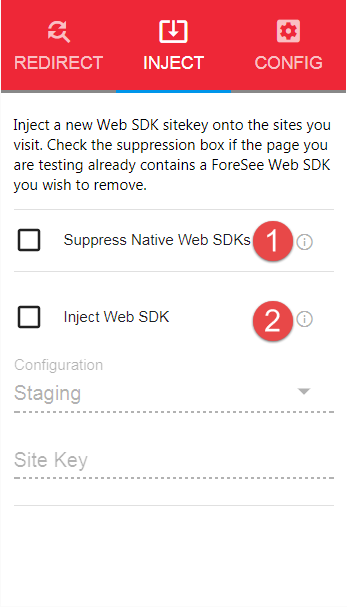 REDIRECT INJECT CONFIG
Inject a new Web SDK sitekey onto the sites you
visit. Check the suppression box if the page you
are testing already contains a ForeSee Web SDK
you wish to remove.
Suppress Native Web SDKs 1
Inject Web SDK 2
Configuration
Staging
Site Key